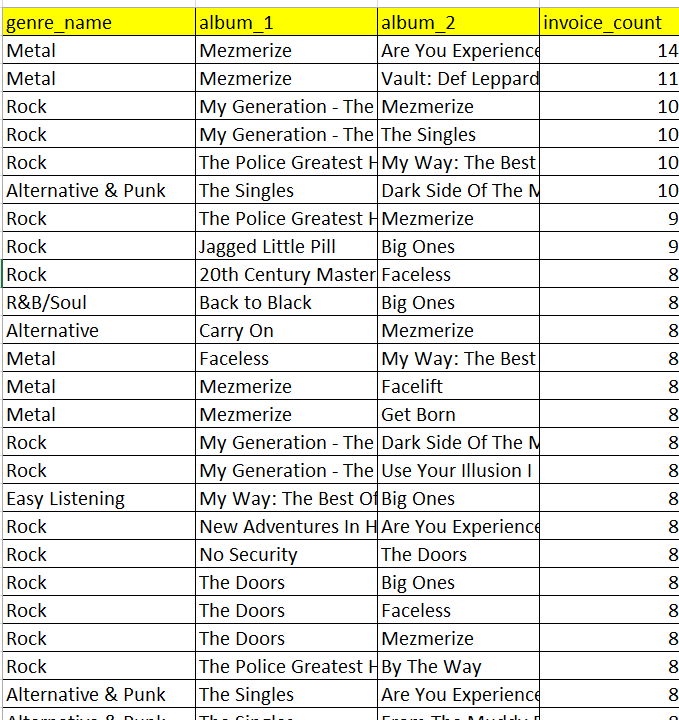 genre_name album_1 album_2 invoice_count
Metal Mezmerize Are You Experience 14
Metal Mezmerize Vault: Def Leppard 11
Rock My Generation - The Mezmerize 10
Rock My Generation - The The Singles 10
Rock The Police Greatest H My Way: The Best 10
Alternative & Punk The Singles Dark Side Of The M 10
Rock The Police Greatest H Mezmerize 9
Rock Jagged Little Pill Big Ones 9
Rock 20th Century Master Faceless 8
R&B/Soul Back to Black Big Ones 8
Alternative Carry On Mezmerize 8
Metal Faceless My Way: The Best 8
Metal Mezmerize Facelift 8
Metal Mezmerize Get Born 8
Rock My Generation - The Dark Side Of The M 8
Rock My Generation - The Use Your Illusion I 8
Easy Listening My Way: The Best Of Big Ones 8
Rock New Adventures In H Are You Experience 8
Rock No Security The Doors 8
Rock The Doors Big Ones 8
Rock The Doors Faceless 8
Rock The Doors Mezmerize 8
Rock The Police Greatest H By The Way 8
Alternative & Punk The Singles Are You Experience 8